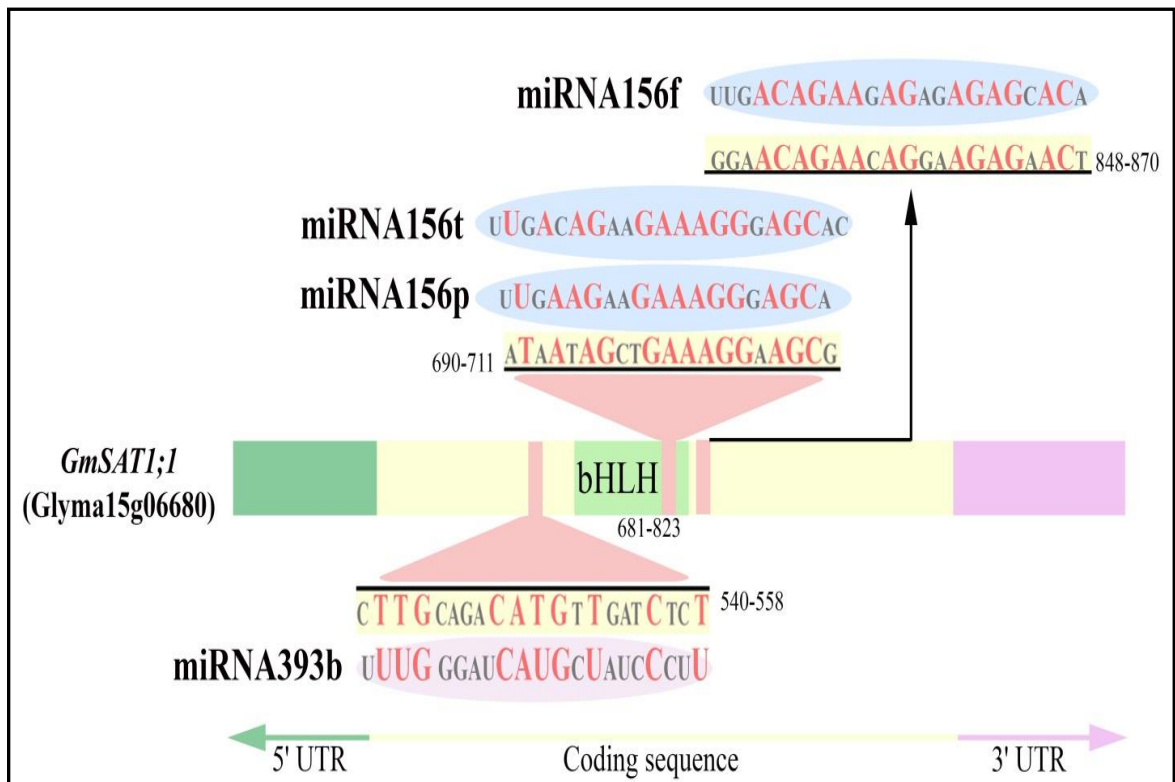 miRNA156f UUGACAGAAGAGAGAGAGCACA
GGAACAGAACAGGAAGAGAACT 848-870
miRNA156t UUGACAGAAGAAAGGGAGCAC
miRNA156p UUGAAGAAGAAAGGGAGCA
690-711 ATAATAGCTGAAAGGAAGCG
GmSAT1;1
(Glyma15g06680)
bHLH
681-823
CTTGCAGACATGTTGATCTCT 540-558
miRNA393b UUUGGGAUCAUGCUAUCCCUU
5' UTR Coding sequence 3' UTR